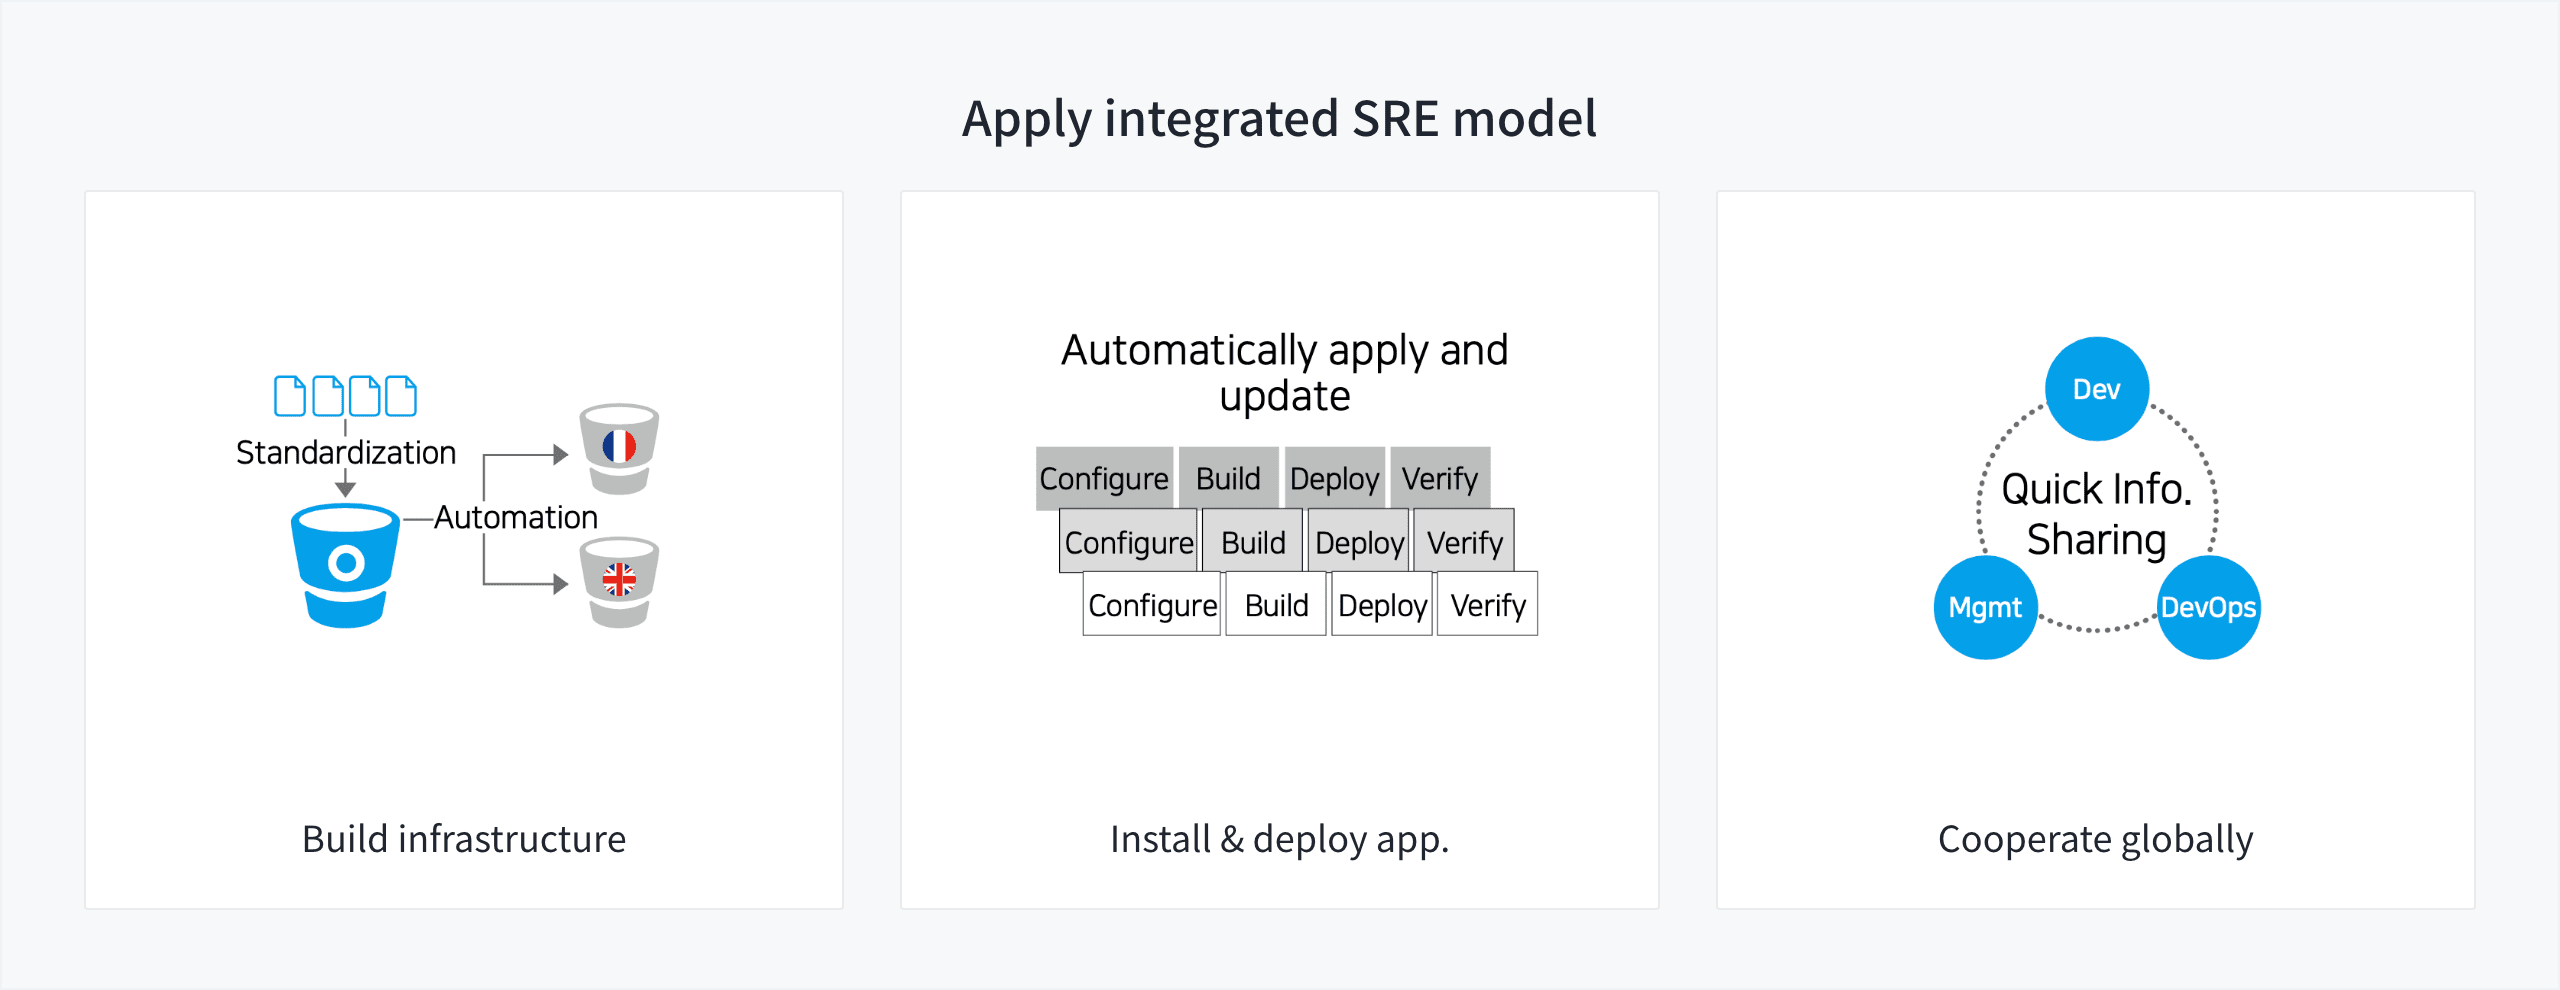 Apply integrated SRE model
Standardization
Automation
Build infrastructure
Automatically apply and
update
Configure Build Deploy Verify
Configure Build Deploy Verify
Configure Build Deploy Verify
Install & deploy app.
Dev
Quick Info.
Sharing
Mgmt DevOps
Cooperate globally